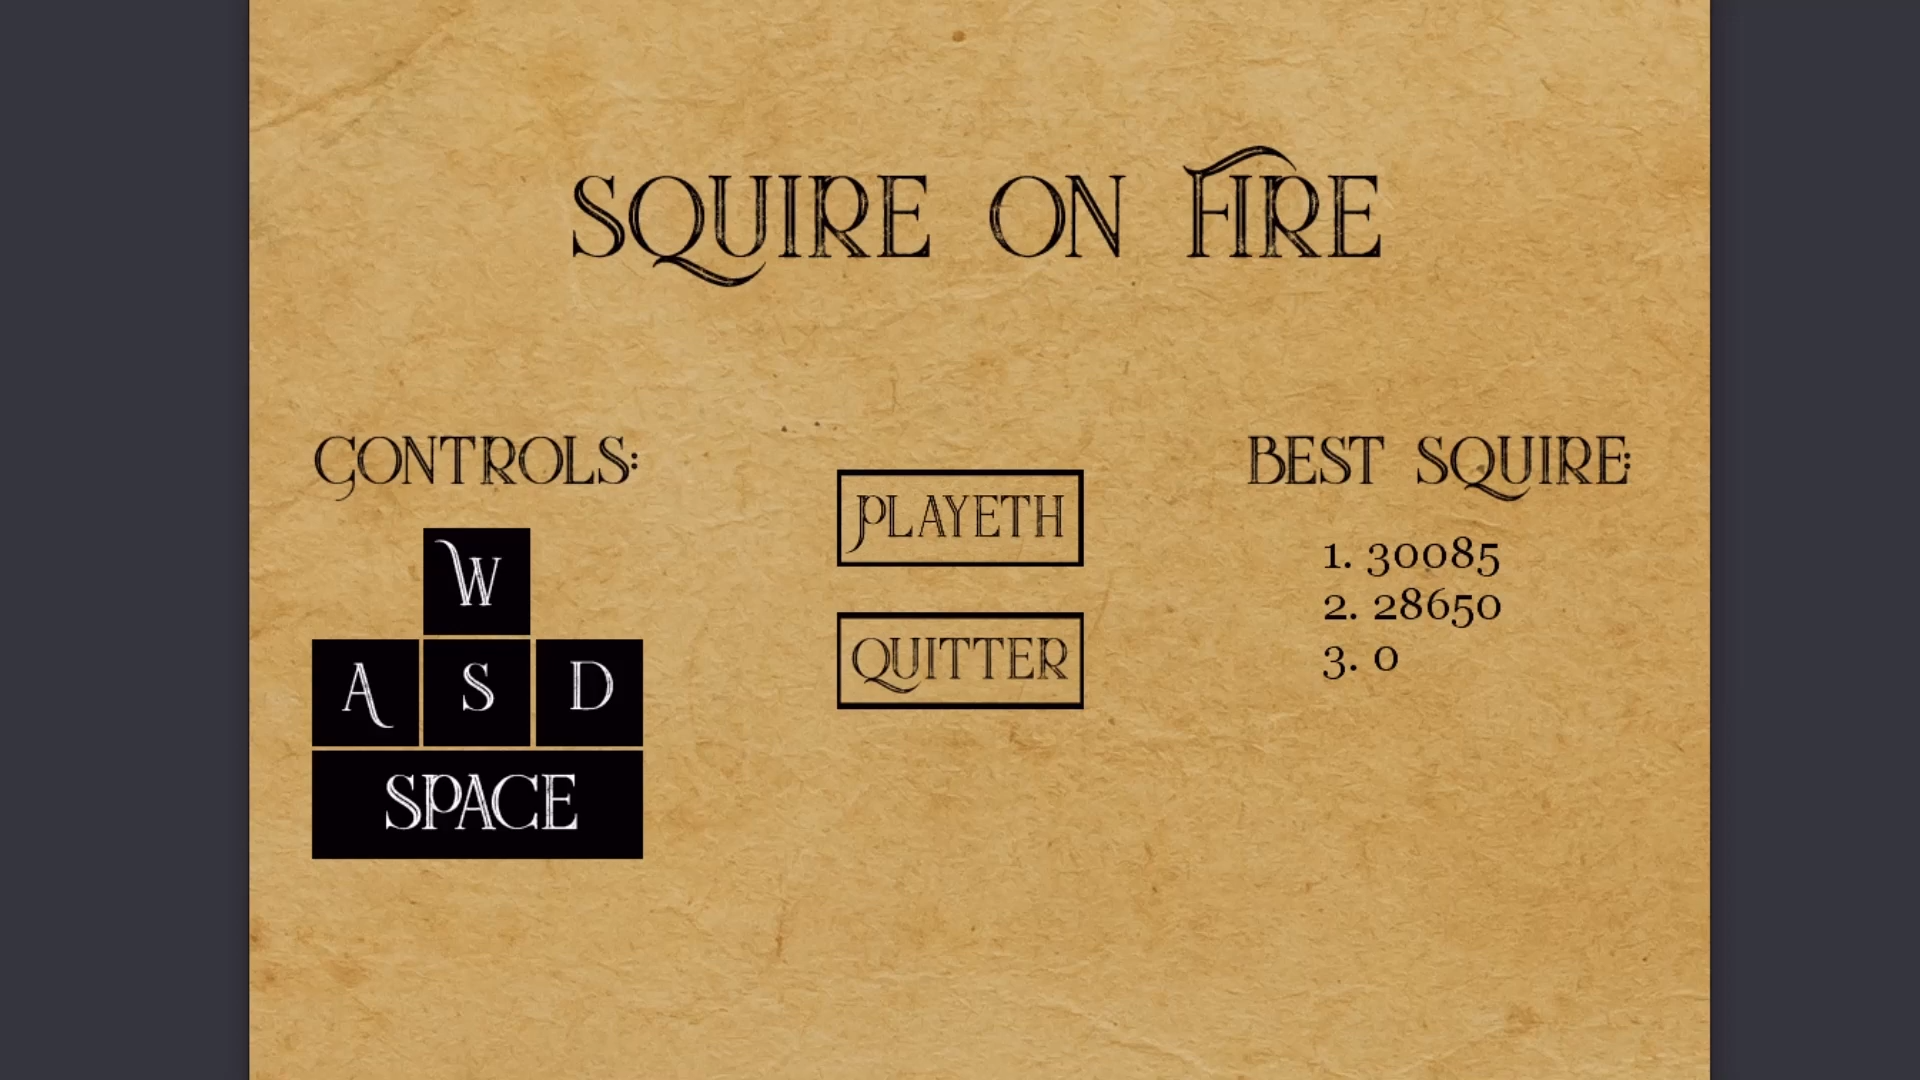 SQUIRE ON FIRE
CONTROLS:
W
A S D
SPACE
PLAYETH
QUITTER
BEST SQUIRE:
1. 30085
2. 28650
3. 0